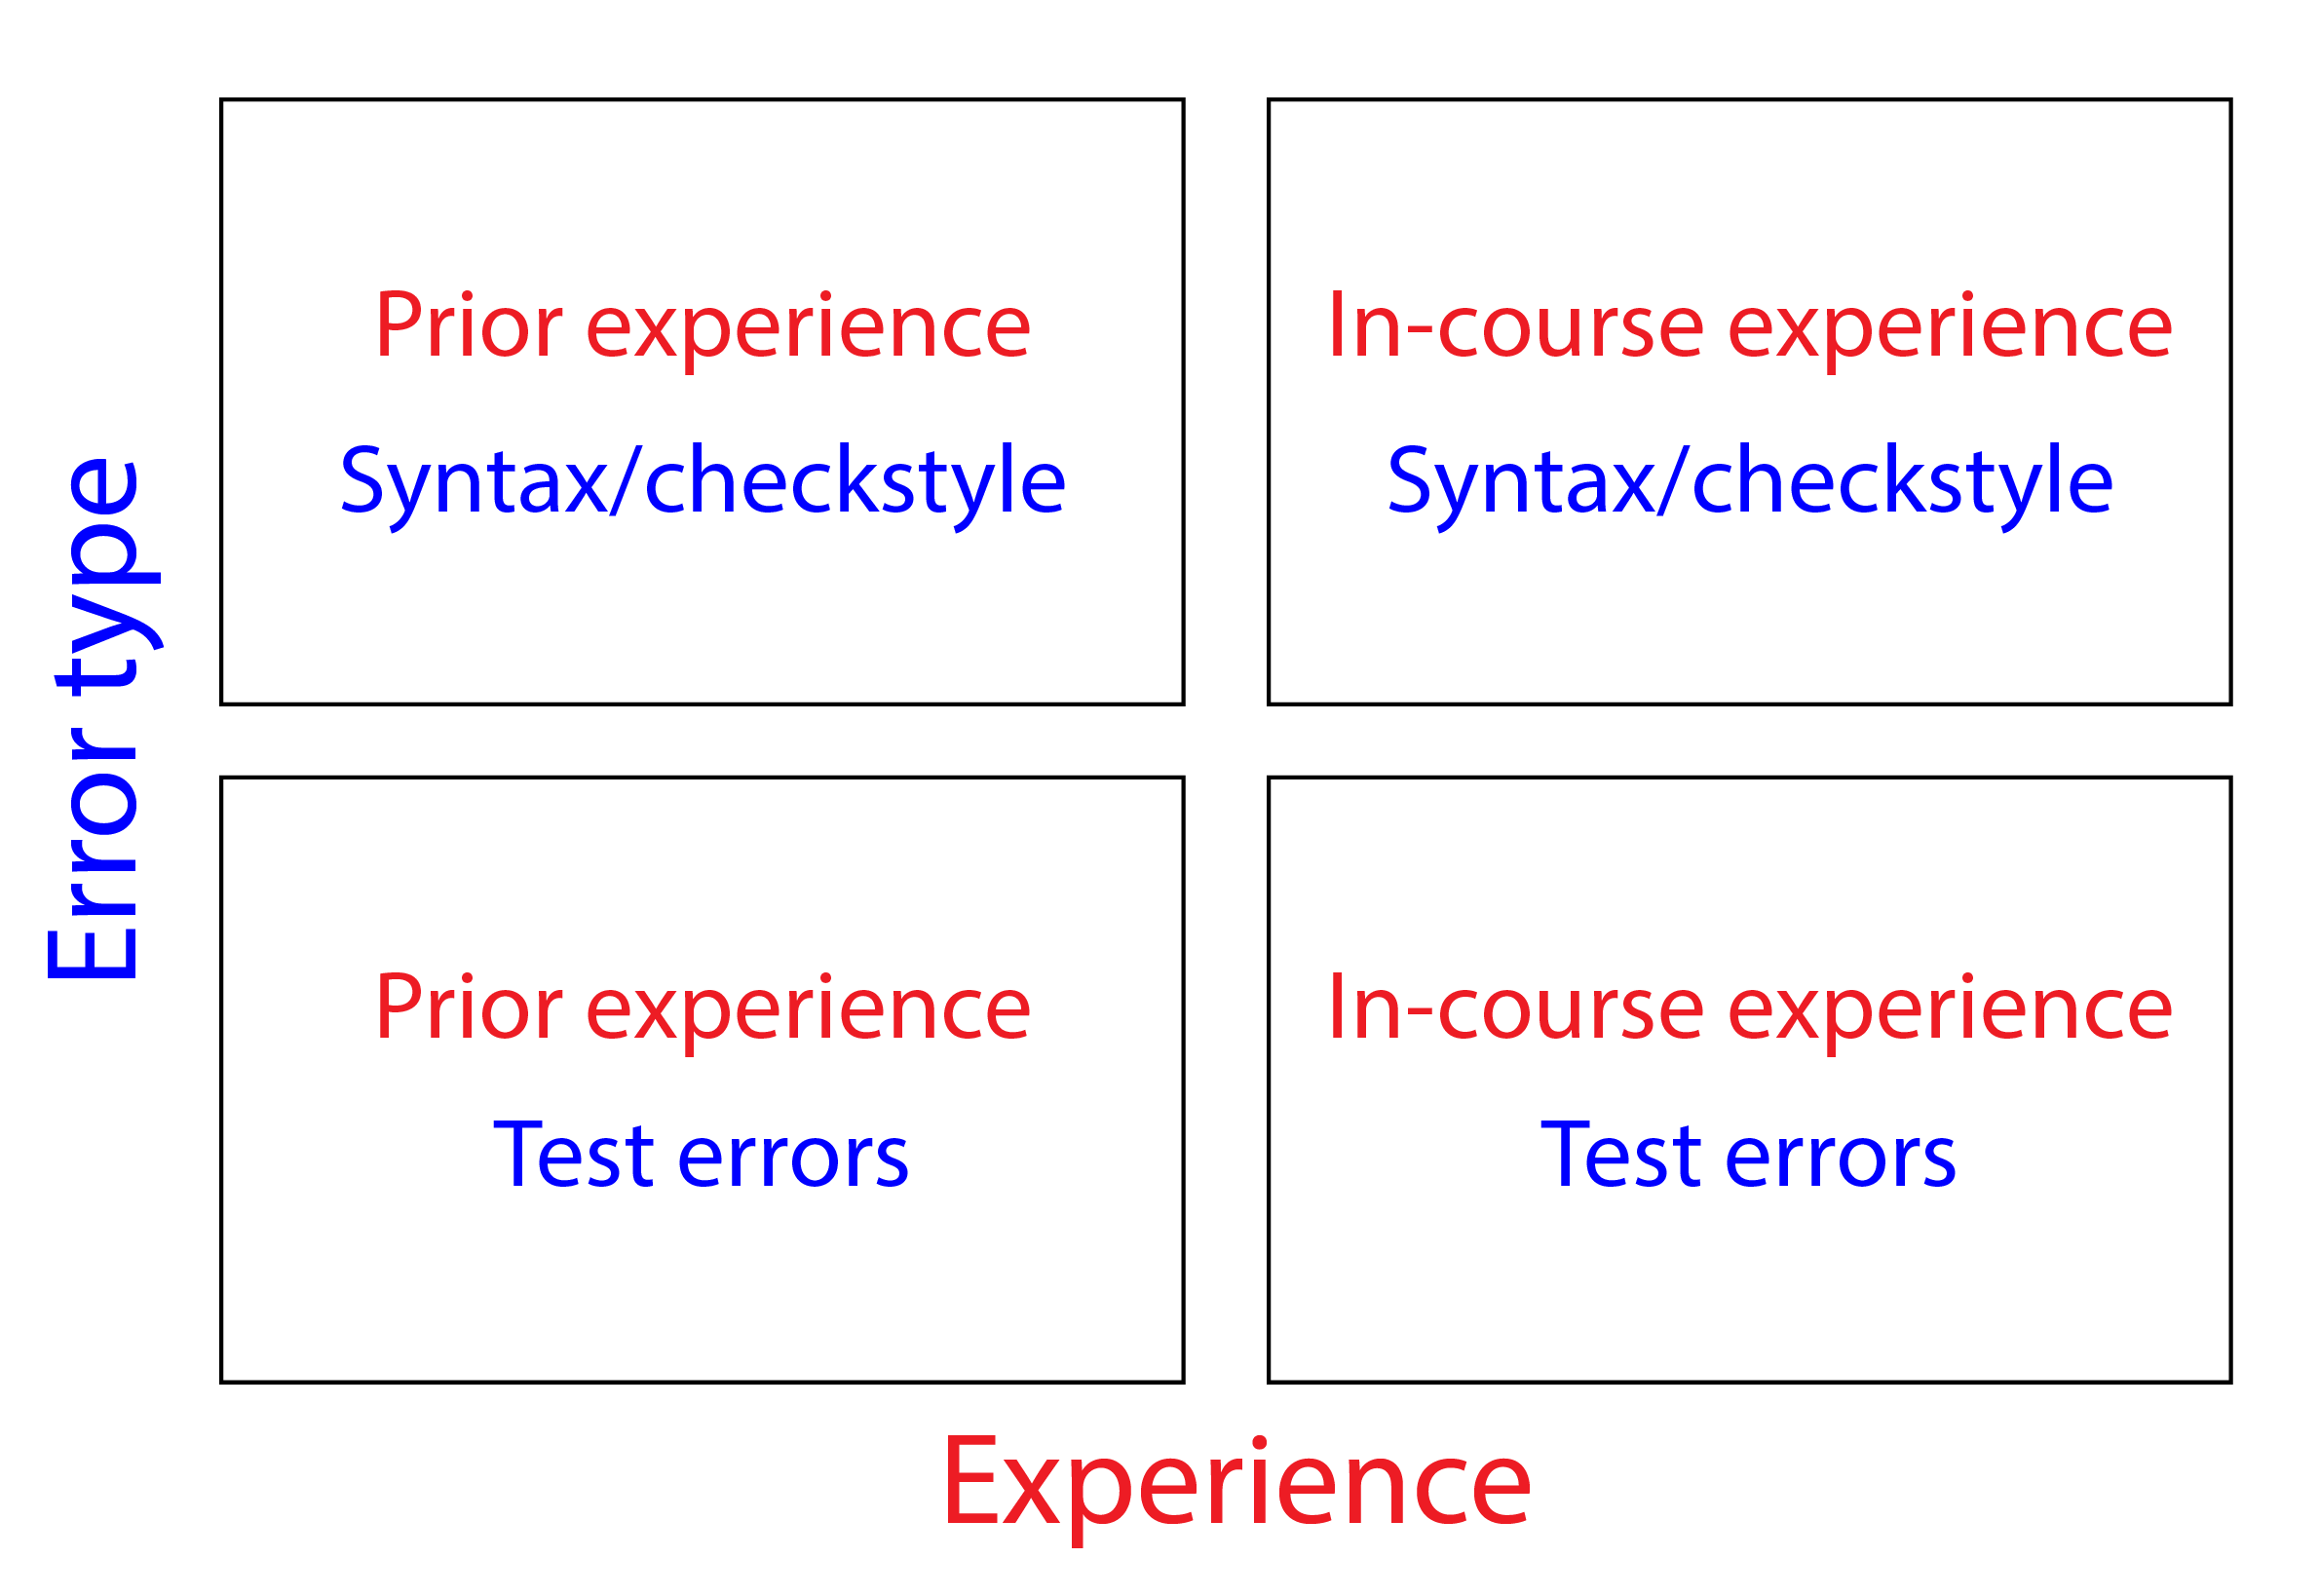 Error type
Prior experience
Syntax/checkstyle
In-course experience
Syntax/checkstyle
Prior experience
Test errors
In-course experience
Test errors
Experience